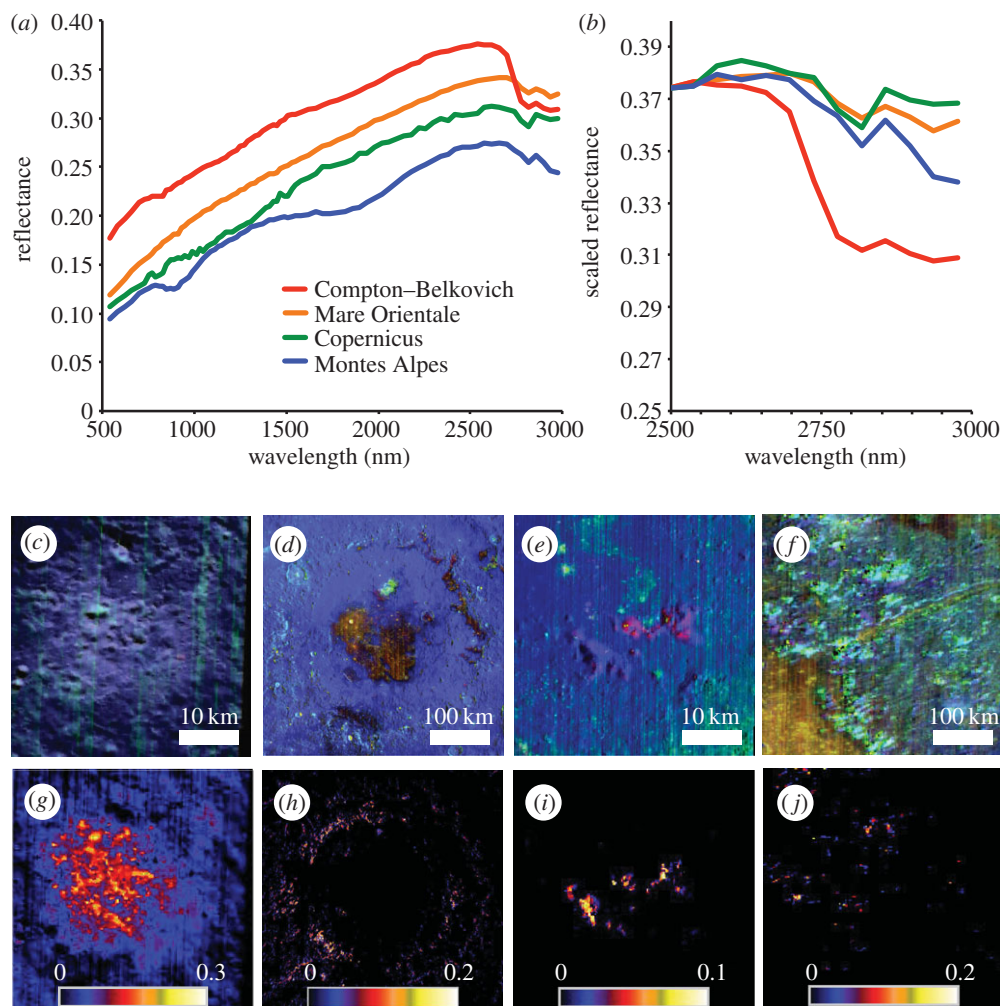 (a)
0.40
0.35
0.30
0.25
0.20
0.15
0.10
0.05
0
reflectance
500
1000
1500
2000
2500
3000
wavelength (nm)
Compton–Belkovich
Mare Orientale
Copernicus
Montes Alpes
(b)
0.39
0.37
0.35
0.33
0.31
0.29
0.27
0.25
scaled reflectance
2500
2750
3000
wavelength (nm)
(c)
10 km
(d)
100 km
(e)
10 km
(f)
100 km
(g)
0
0.3
(h)
0
0.2
(i)
0
0.1
(j)
0
0.2